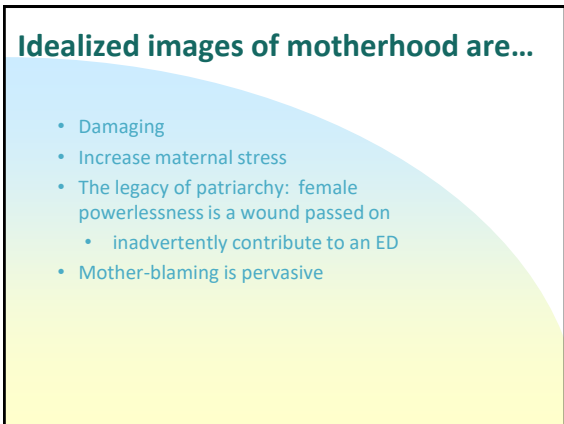 Idealized images of motherhood are…
• Damaging
• Increase maternal stress
• The legacy of patriarchy: female
powerlessness is a wound passed on
• inadvertently contribute to an ED
• Mother-blaming is pervasive